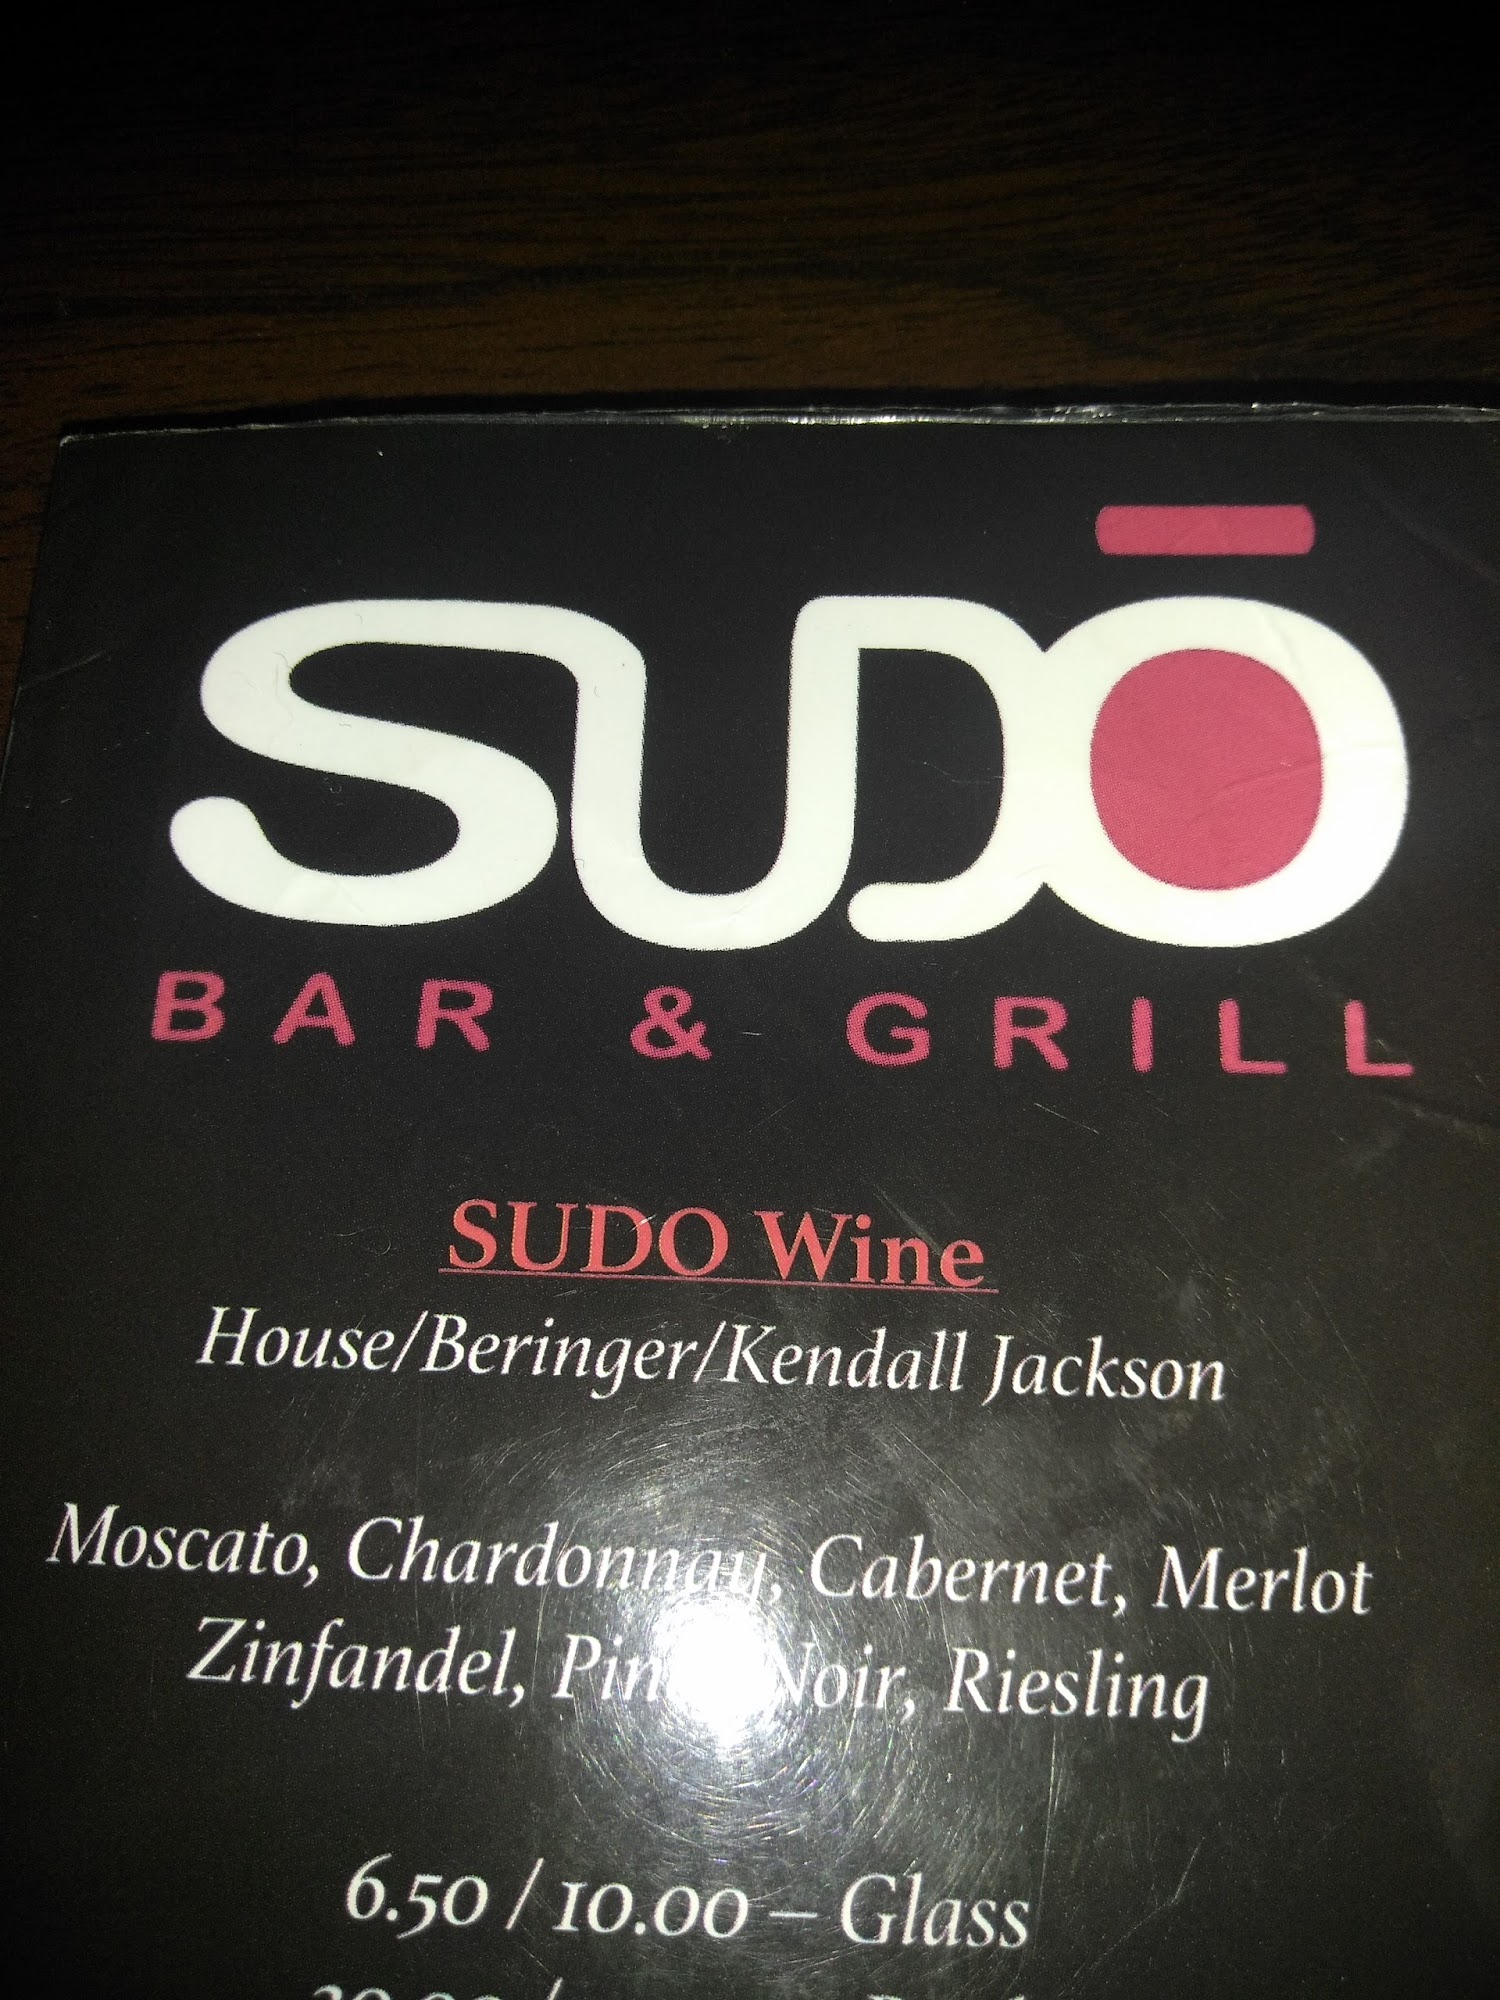 SUDŌ
BAR & GRILL
SUDO Wine
House/Beringer/Kendall Jackson
Moscato, Chardonnay, Cabernet, Merlot
Zinfandel, Pinot Noir, Riesling
6.50 / 10.00 – Glass